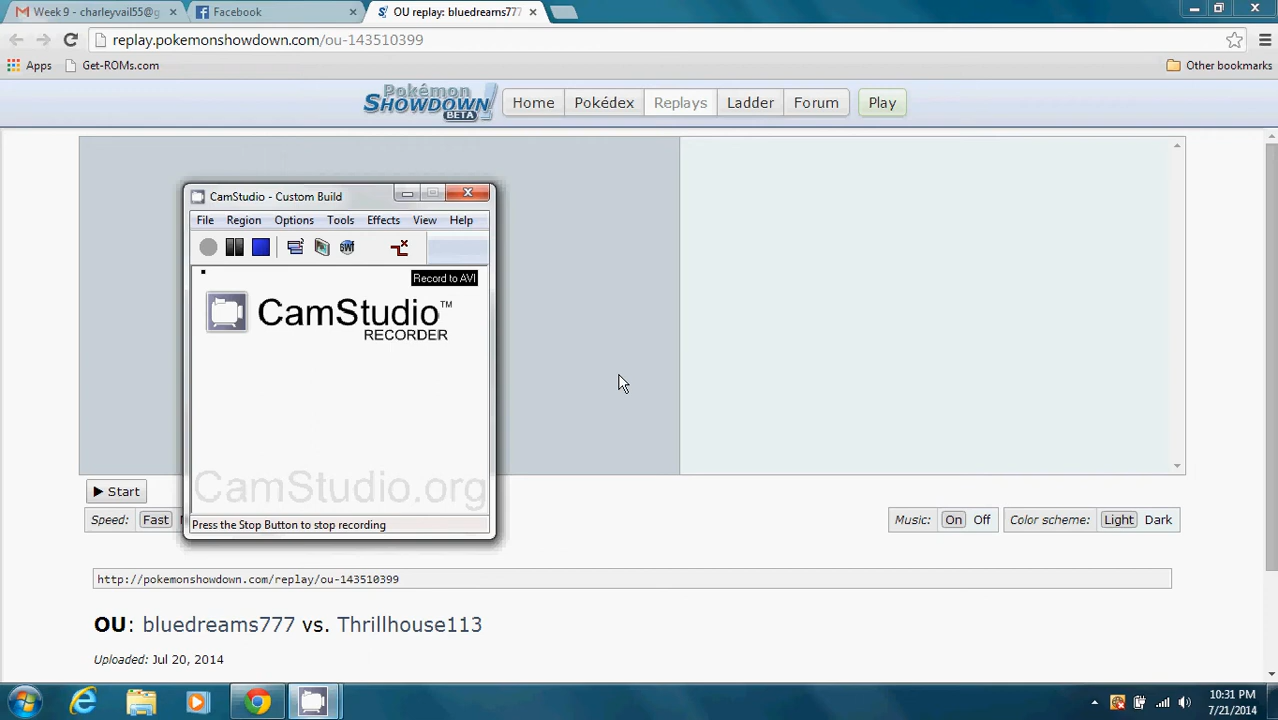 Week 9 - charleyvail55@g
Facebook
OU replay: bluedreams777
replay.pokemonshowdown.com/ou-143510399
Apps
Get-ROMs.com
Other bookmarks
Pokémon
SHOWDOWN!
BETA
Home
Pokédex
Replays
Ladder
Forum
Play
CamStudio - Custom Build
File
Region
Options
Tools
Effects
View
Help
SWF
Record to AVI
CamStudio™
RECORDER
CamStudio.org
Press the Stop Button to stop recording
Start
Speed:
Fast
Music:
On
Off
Color scheme:
Light
Dark
http://pokemonshowdown.com/replay/ou-143510399
OU: bluedreams777 vs. Thrillhouse113
Uploaded: Jul 20, 2014
10:31 PM
7/21/2014